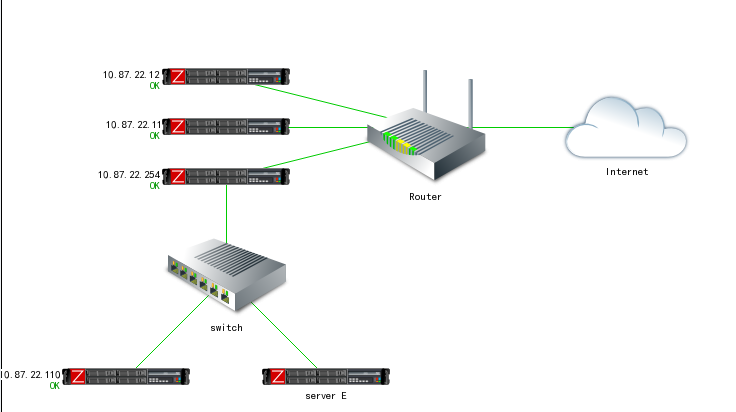 10.87.22.12
OK
10.87.22.11
OK
10.87.22.254
OK
Router
Internet
switch
10.87.22.110
OK
server E